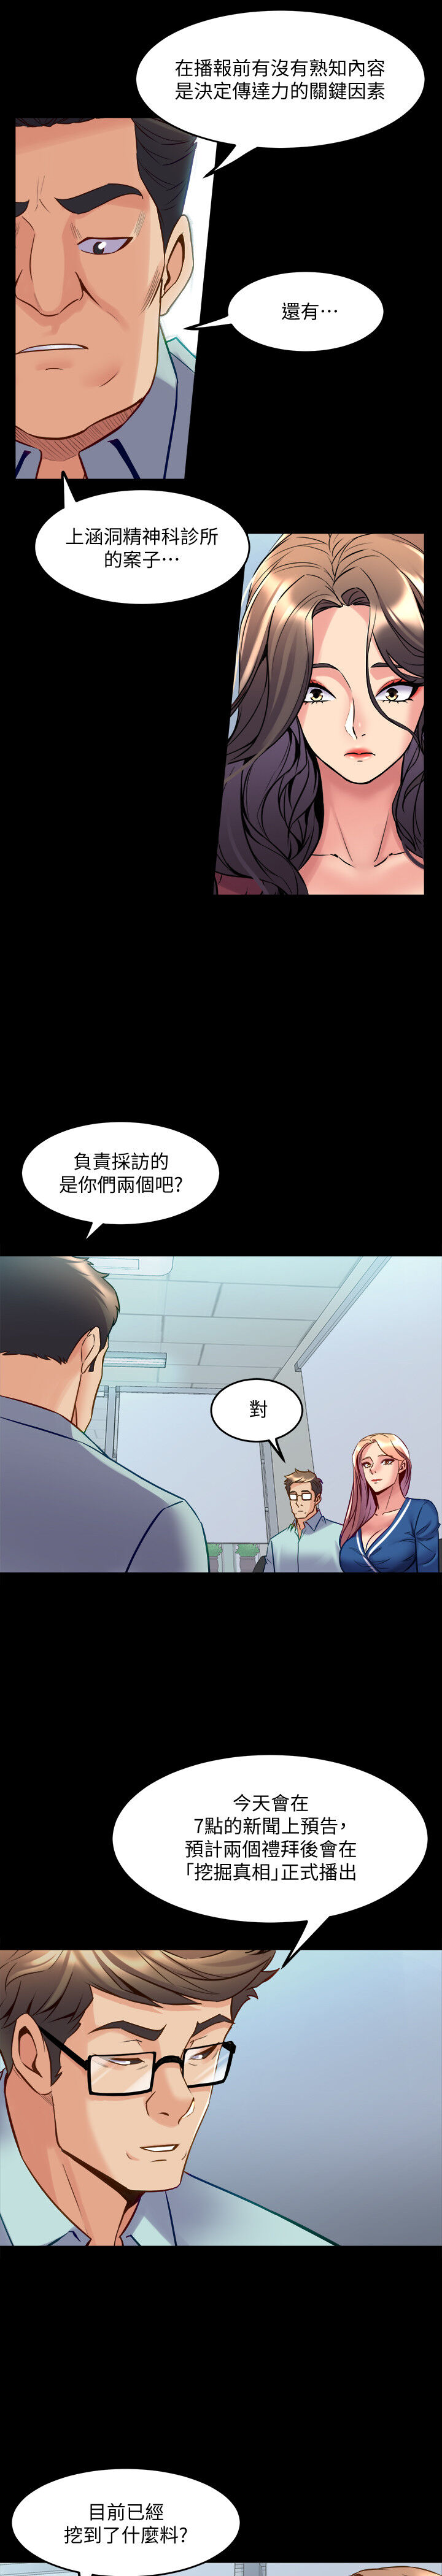 在播報前有沒有熟知內容
是決定傳達力的關鍵因素
還有…
上涵洞精神科診所
的案子…
負責採訪的
是你們兩個吧?
對
今天會在
7點的新聞上預告，
預計兩個禮拜後會在
「挖掘真相」正式播出
目前已經
挖到了什麼料?